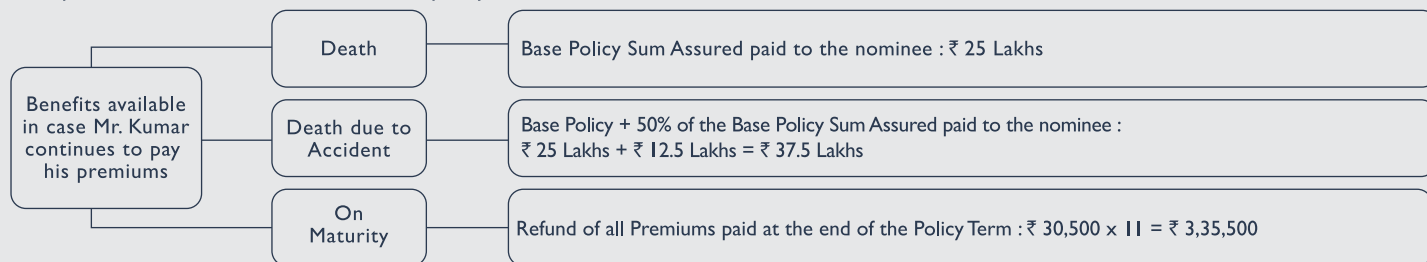 Benefits available
in case Mr. Kumar
continues to pay
his premiums
Death
Base Policy Sum Assured paid to the nominee : ₹ 25 Lakhs
Death due to
Accident
Base Policy + 50% of the Base Policy Sum Assured paid to the nominee :
₹ 25 Lakhs + ₹ 12.5 Lakhs = ₹ 37.5 Lakhs
On
Maturity
Refund of all Premiums paid at the end of the Policy Term : ₹ 30,500 x 11 = ₹ 3,35,500